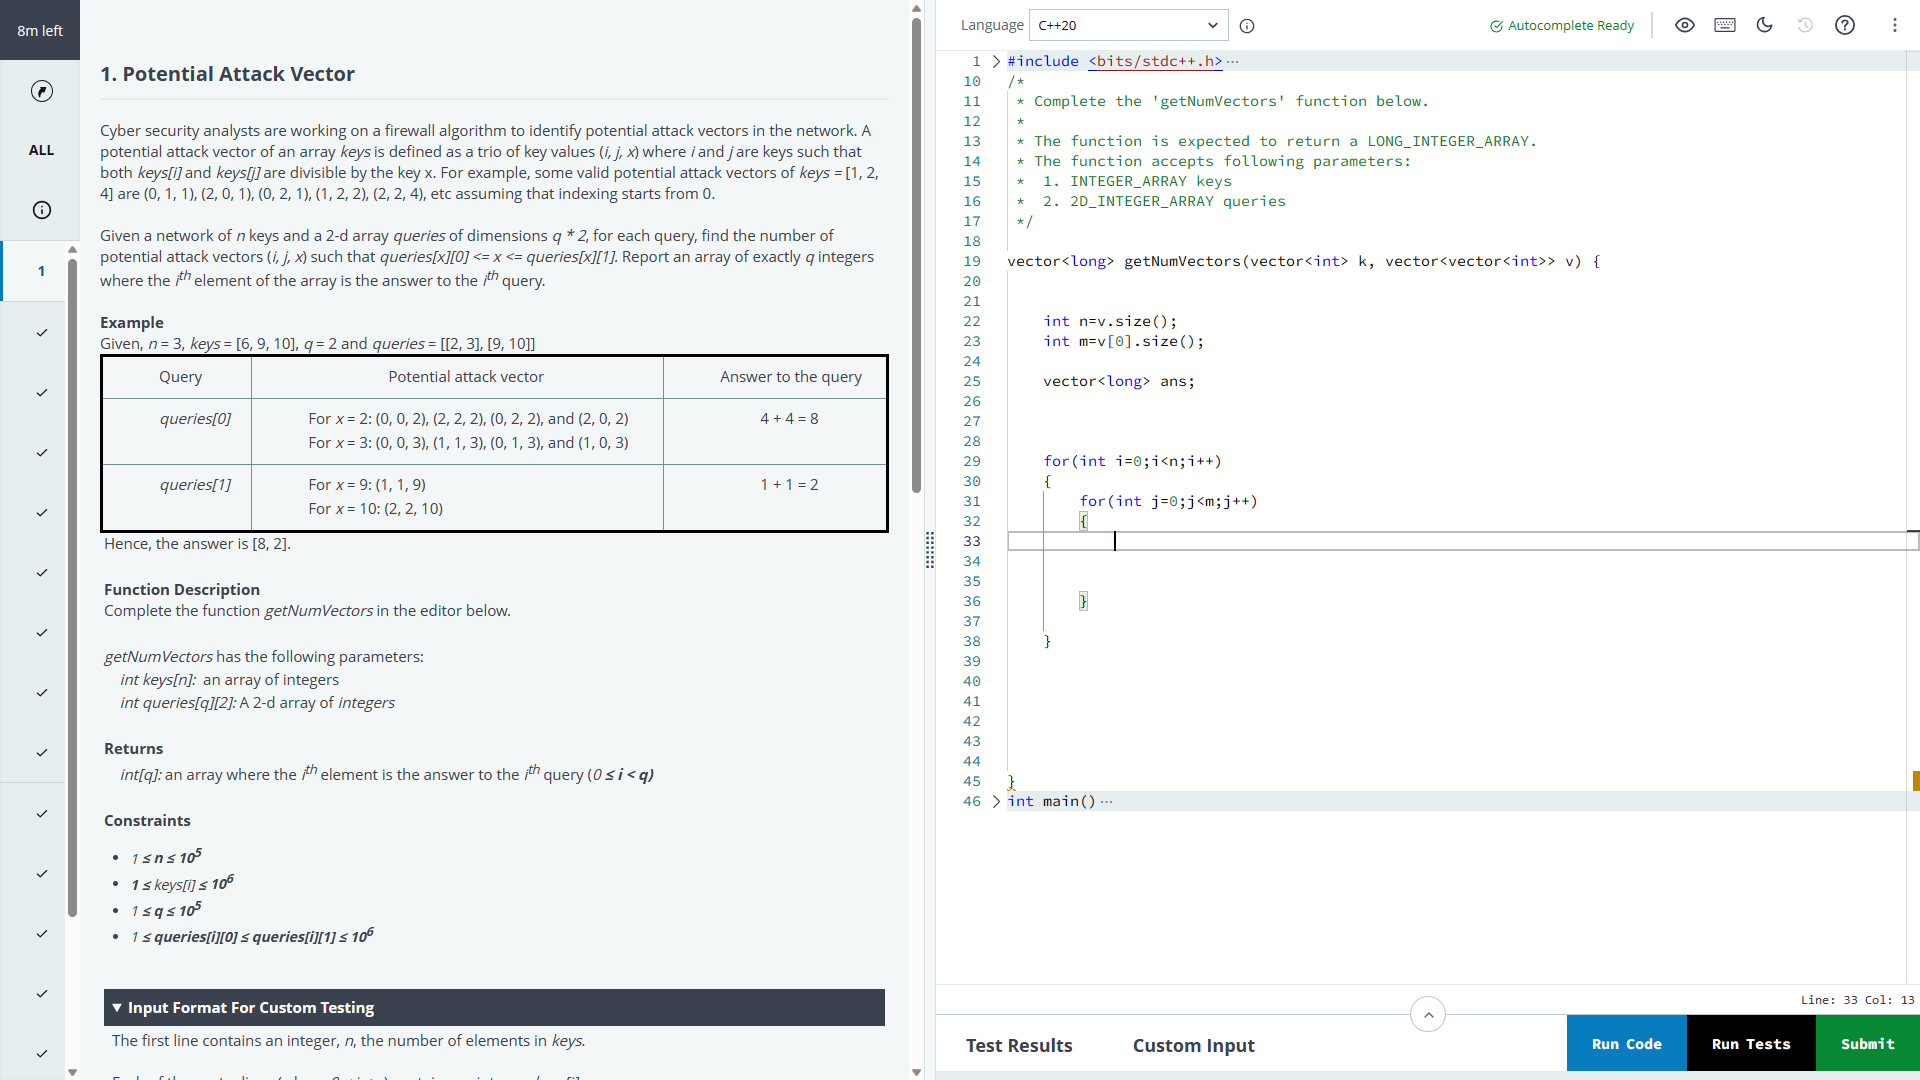 8m left
ALL
1
1. Potential Attack Vector
Cyber security analysts are working on a firewall algorithm to identify potential attack vectors in the network. A
potential attack vector of an array keys is defined as a trio of key values (i, j, x) where i and j are keys such that
both keys[i] and keys[j] are divisible by the key x. For example, some valid potential attack vectors of keys = [1, 2,
4] are (0, 1, 1), (2, 0, 1), (0, 2, 1), (1, 2, 2), (2, 2, 4), etc assuming that indexing starts from 0.
Given a network of n keys and a 2-d array queries of dimensions q * 2, for each query, find the number of
potential attack vectors (i, j, x) such that queries[x][0] <= x <= queries[x][1]. Report an array of exactly q integers
where the ith element of the array is the answer to the ith query.
Example
Given, n = 3, keys = [6, 9, 10], q = 2 and queries = [[2, 3], [9, 10]]
Query Potential attack vector Answer to the query
queries[0] For x = 2: (0, 0, 2), (2, 2, 2), (0, 2, 2), and (2, 0, 2) 4 + 4 = 8
For x = 3: (0, 0, 3), (1, 1, 3), (0, 1, 3), and (1, 0, 3)
queries[1] For x = 9: (1, 1, 9) 1 + 1 = 2
For x = 10: (2, 2, 10)
Hence, the answer is [8, 2].
Function Description
Complete the function getNumVectors in the editor below.
getNumVectors has the following parameters:
int keys[n]: an array of integers
int queries[q][2]: A 2-d array of integers
Returns
int[q]: an array where the ith element is the answer to the ith query (0 ≤ i < q)
Constraints
• 1 ≤ n ≤ 10^5
• 1 ≤ keys[i] ≤ 10^6
• 1 ≤ q ≤ 10^5
• 1 ≤ queries[i][0] ≤ queries[i][1] ≤ 10^6
▼ Input Format For Custom Testing
The first line contains an integer, n, the number of elements in keys.
Language C++20 Autocomplete Ready
1 #include <bits/stdc++.h> ···
10 /*
11 * Complete the 'getNumVectors' function below.
12 *
13 * The function is expected to return a LONG_INTEGER_ARRAY.
14 * The function accepts following parameters:
15 * 1. INTEGER_ARRAY keys
16 * 2. 2D_INTEGER_ARRAY queries
17 */
18
19 vector<long> getNumVectors(vector<int> k, vector<vector<int>> v) {
20
21
22 int n=v.size();
23 int m=v[0].size();
24
25 vector<long> ans;
26
27
28
29 for(int i=0;i<n;i++)
30 {
31 for(int j=0;j<m;j++)
32 {
33
34
35
36 }
37
38 }
39
40
41
42
43
44
45 }
46 int main() ···
Line: 33 Col: 13
Test Results Custom Input Run Code Run Tests Submit